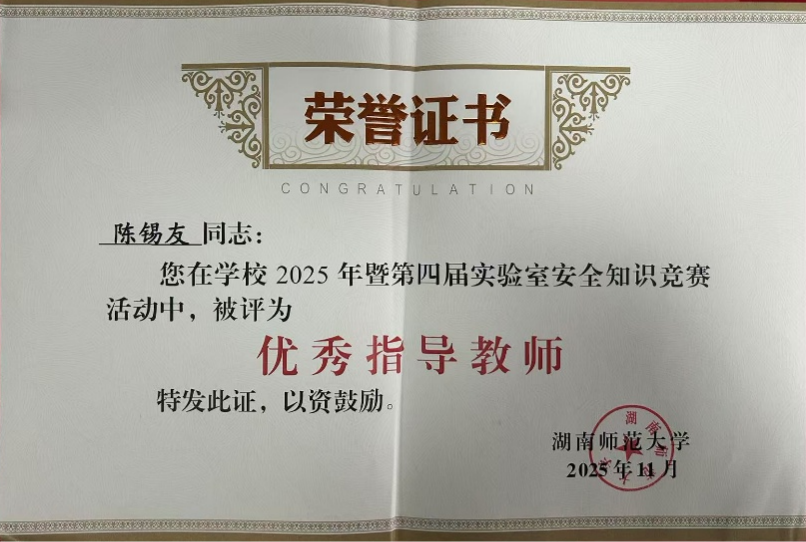 荣誉证书
CONGRATULATION
陈锡友 同志：
您在学校 2025 年暨第四届实验室安全知识竞赛
活动中，被评为
优秀指导教师
特发此证，以资鼓励。
湖南师范大学
2025 年 11 月